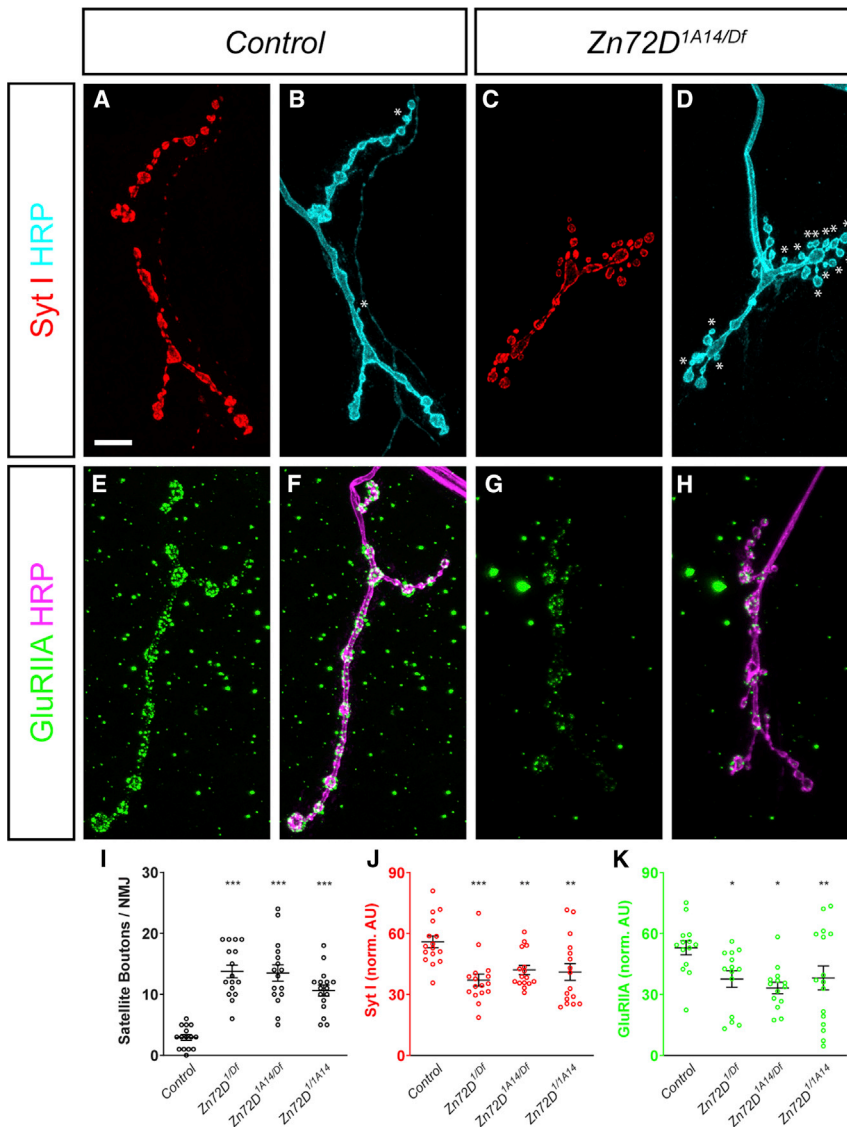 Control
Zn72D1A14/Df
Syt I HRP
A
B
C
D
*
*
*
*
**
**
*
*
*
*
*
*
*
*
GluRIIA HRP
E
F
G
H
I
Satellite Boutons / NMJ
30
20
10
0
***
***
***
Control
Zn72D1/Df
Zn72D1A14/Df
Zn72D1/1A14
J
Syt I (norm. AU)
90
60
30
0
***
**
**
Control
Zn72D1/Df
Zn72D1A14/Df
Zn72D1/1A14
K
GluRIIA (norm. AU)
90
60
30
0
*
*
**
Control
Zn72D1/Df
Zn72D1A14/Df
Zn72D1/1A14